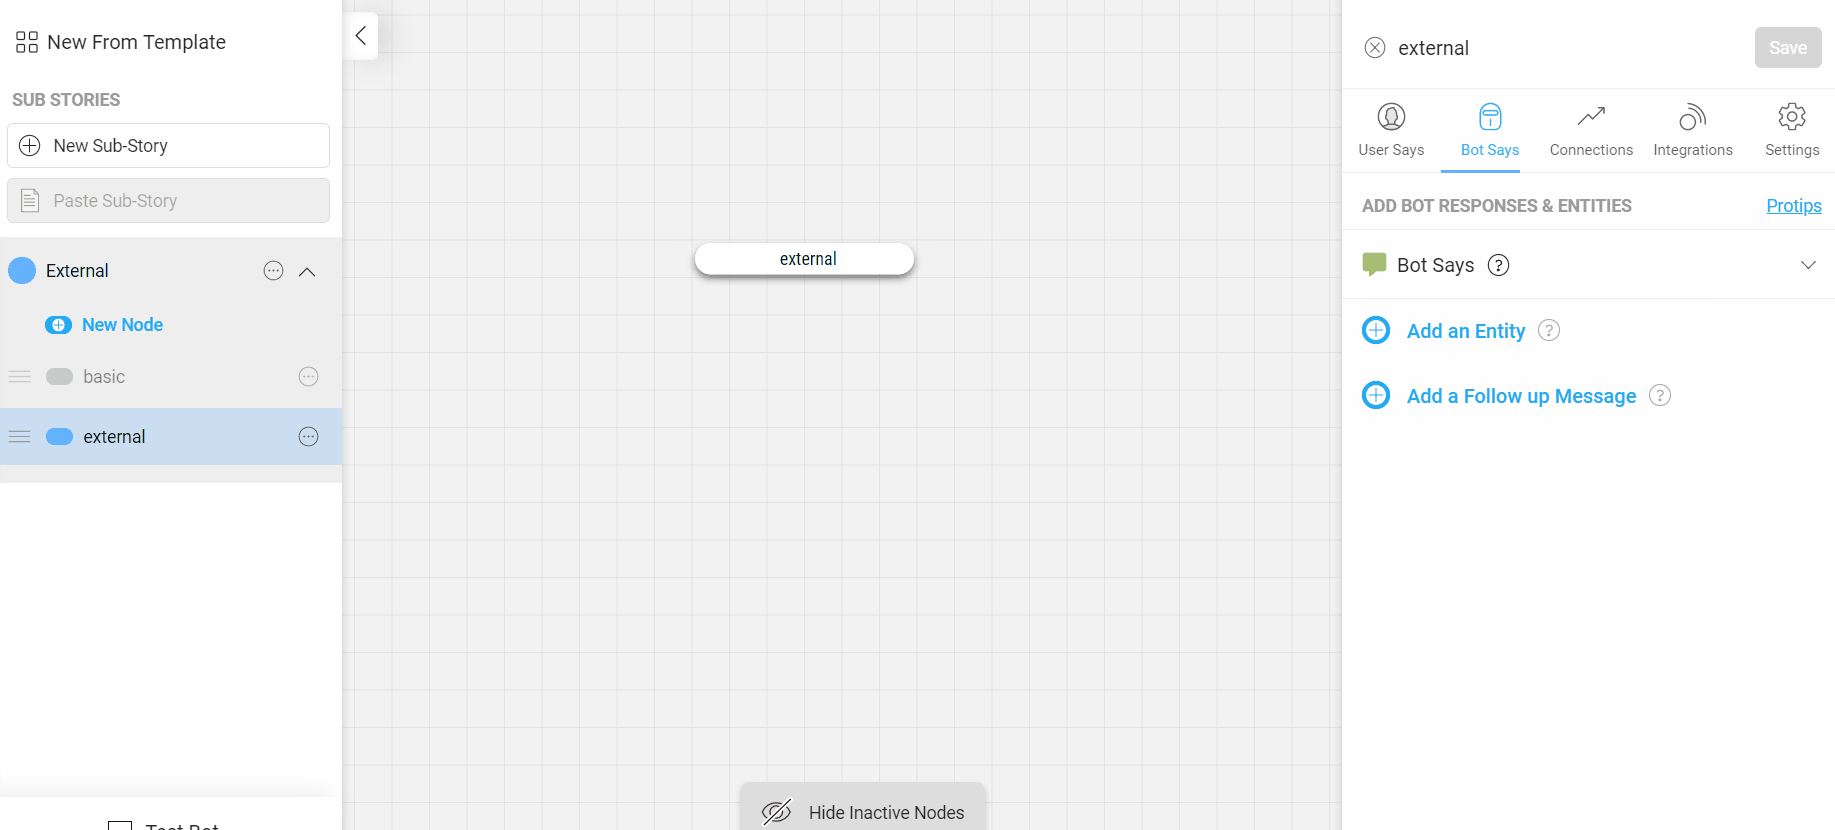 New From Template
SUB STORIES
New Sub-Story
Paste Sub-Story
External
New Node
basic
external
Test Bot
external
Hide Inactive Nodes
external
Save
User Says
Bot Says
Connections
Integrations
Settings
ADD BOT RESPONSES & ENTITIES
Protips
Bot Says ?
Add an Entity ?
Add a Follow up Message ?